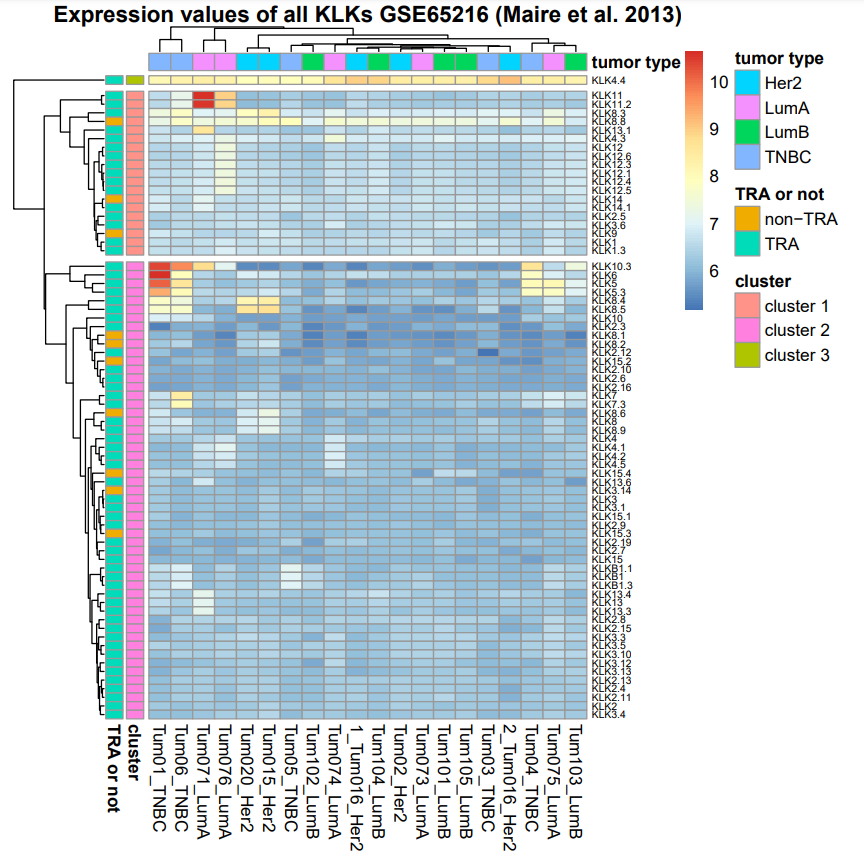 Expression values of all KLKs GSE65216 (Maire et al. 2013)
tumor type
KLK4.4
KLK11
KLK11.2
KLK8.3
KLK8.8
KLK13.1
KLK4.3
KLK12
KLK12.6
KLK12.3
KLK12.1
KLK12.4
KLK12.5
KLK14
KLK14.1
KLK2.5
KLK3.6
KLK9
KLK1
KLK1.3
KLK10.3
KLK6
KLK5
KLK5.3
KLK8.4
KLK8.5
KLK10
KLK2.3
KLK8.1
KLK8.2
KLK2.12
KLK15.2
KLK2.10
KLK2.6
KLK2.16
KLK7
KLK7.3
KLK8.6
KLK8
KLK8.9
KLK4
KLK4.1
KLK4.2
KLK4.5
KLK15.4
KLK13.6
KLK3.14
KLK3
KLK3.1
KLK15.1
KLK2.9
KLK15.3
KLK2.19
KLK2.7
KLK15
KLKB1.1
KLKB1
KLKB1.3
KLK13.4
KLK13
KLK13.3
KLK2.8
KLK2.15
KLK3.3
KLK3.5
KLK3.10
KLK3.12
KLK3.13
KLK2.13
KLK2.4
KLK2.11
KLK2
KLK3.4
TRA or not
cluster
Tum01_TNBC
Tum06_TNBC
Tum071_LumA
Tum076_LumA
Tum020_Her2
Tum015_Her2
Tum05_TNBC
Tum102_LumB
Tum074_LumA
1_Tum016_Her2
Tum104_LumB
Tum02_Her2
Tum073_LumA
Tum101_LumB
Tum105_LumB
Tum03_TNBC
2_Tum016_Her2
Tum04_TNBC
Tum075_LumA
Tum103_LumB
10
9
8
7
6
tumor type
Her2
LumA
LumB
TNBC
TRA or not
non-TRA
TRA
cluster
cluster 1
cluster 2
cluster 3